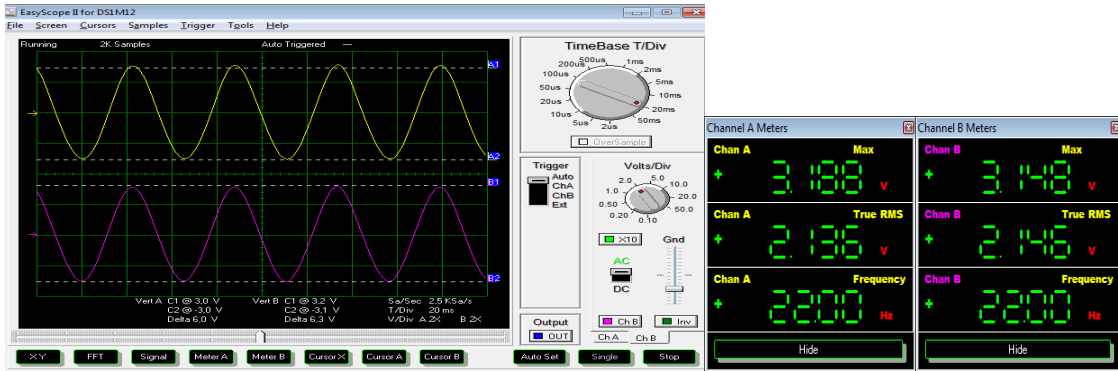 EasyScope II for DS1M12
File Screen Cursors Samples Trigger Tools Help
Running 2K Samples Auto Triggered
A1
A2
B1
B2
Vert A C1 @ 3,0 V Vert B C1 @ 3,2 V Sa/Sec 2,5 KSa/s
C2 @ -3,0 V C2 @ -3,1 V T/Div 20 ms
Delta 6,0 V Delta 6,3 V V/Div A 2X B 2X
TimeBase T/Div
500us 1ms
200us 2ms
100us 5ms
50us 10ms
20us 20ms
10us 50ms
5us 2us
OverSample
Trigger
Auto
ChA
ChB
Ext
Volts/Div
2.0 5.0
1.0 10.0
0.50 20.0
0.20 0.10 50.0
X10 Gnd
AC
DC
Ch B Inv
Ch A Ch B
Output
OUT
XY FFT Signal Meter A Meter B Cursor X Cursor A Cursor B Auto Set Single Stop
Channel A Meters
Chan A Max
+ 3.188 V
Chan A True RMS
+ 2.136 V
Chan A Frequency
+ 22.00 Hz
Hide
Channel B Meters
Chan B Max
+ 3.148 V
Chan B True RMS
+ 2.146 V
Chan B Frequency
+ 22.00 Hz
Hide